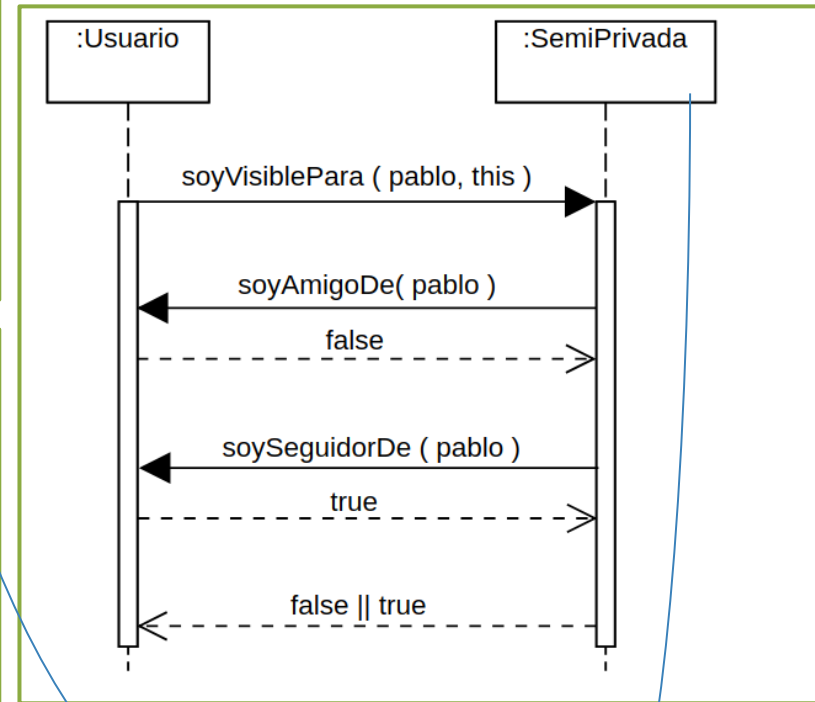 :Usuario
:SemiPrivada
soyVisiblePara ( pablo, this )
soyAmigoDe( pablo )
false
soySeguidorDe ( pablo )
true
false || true